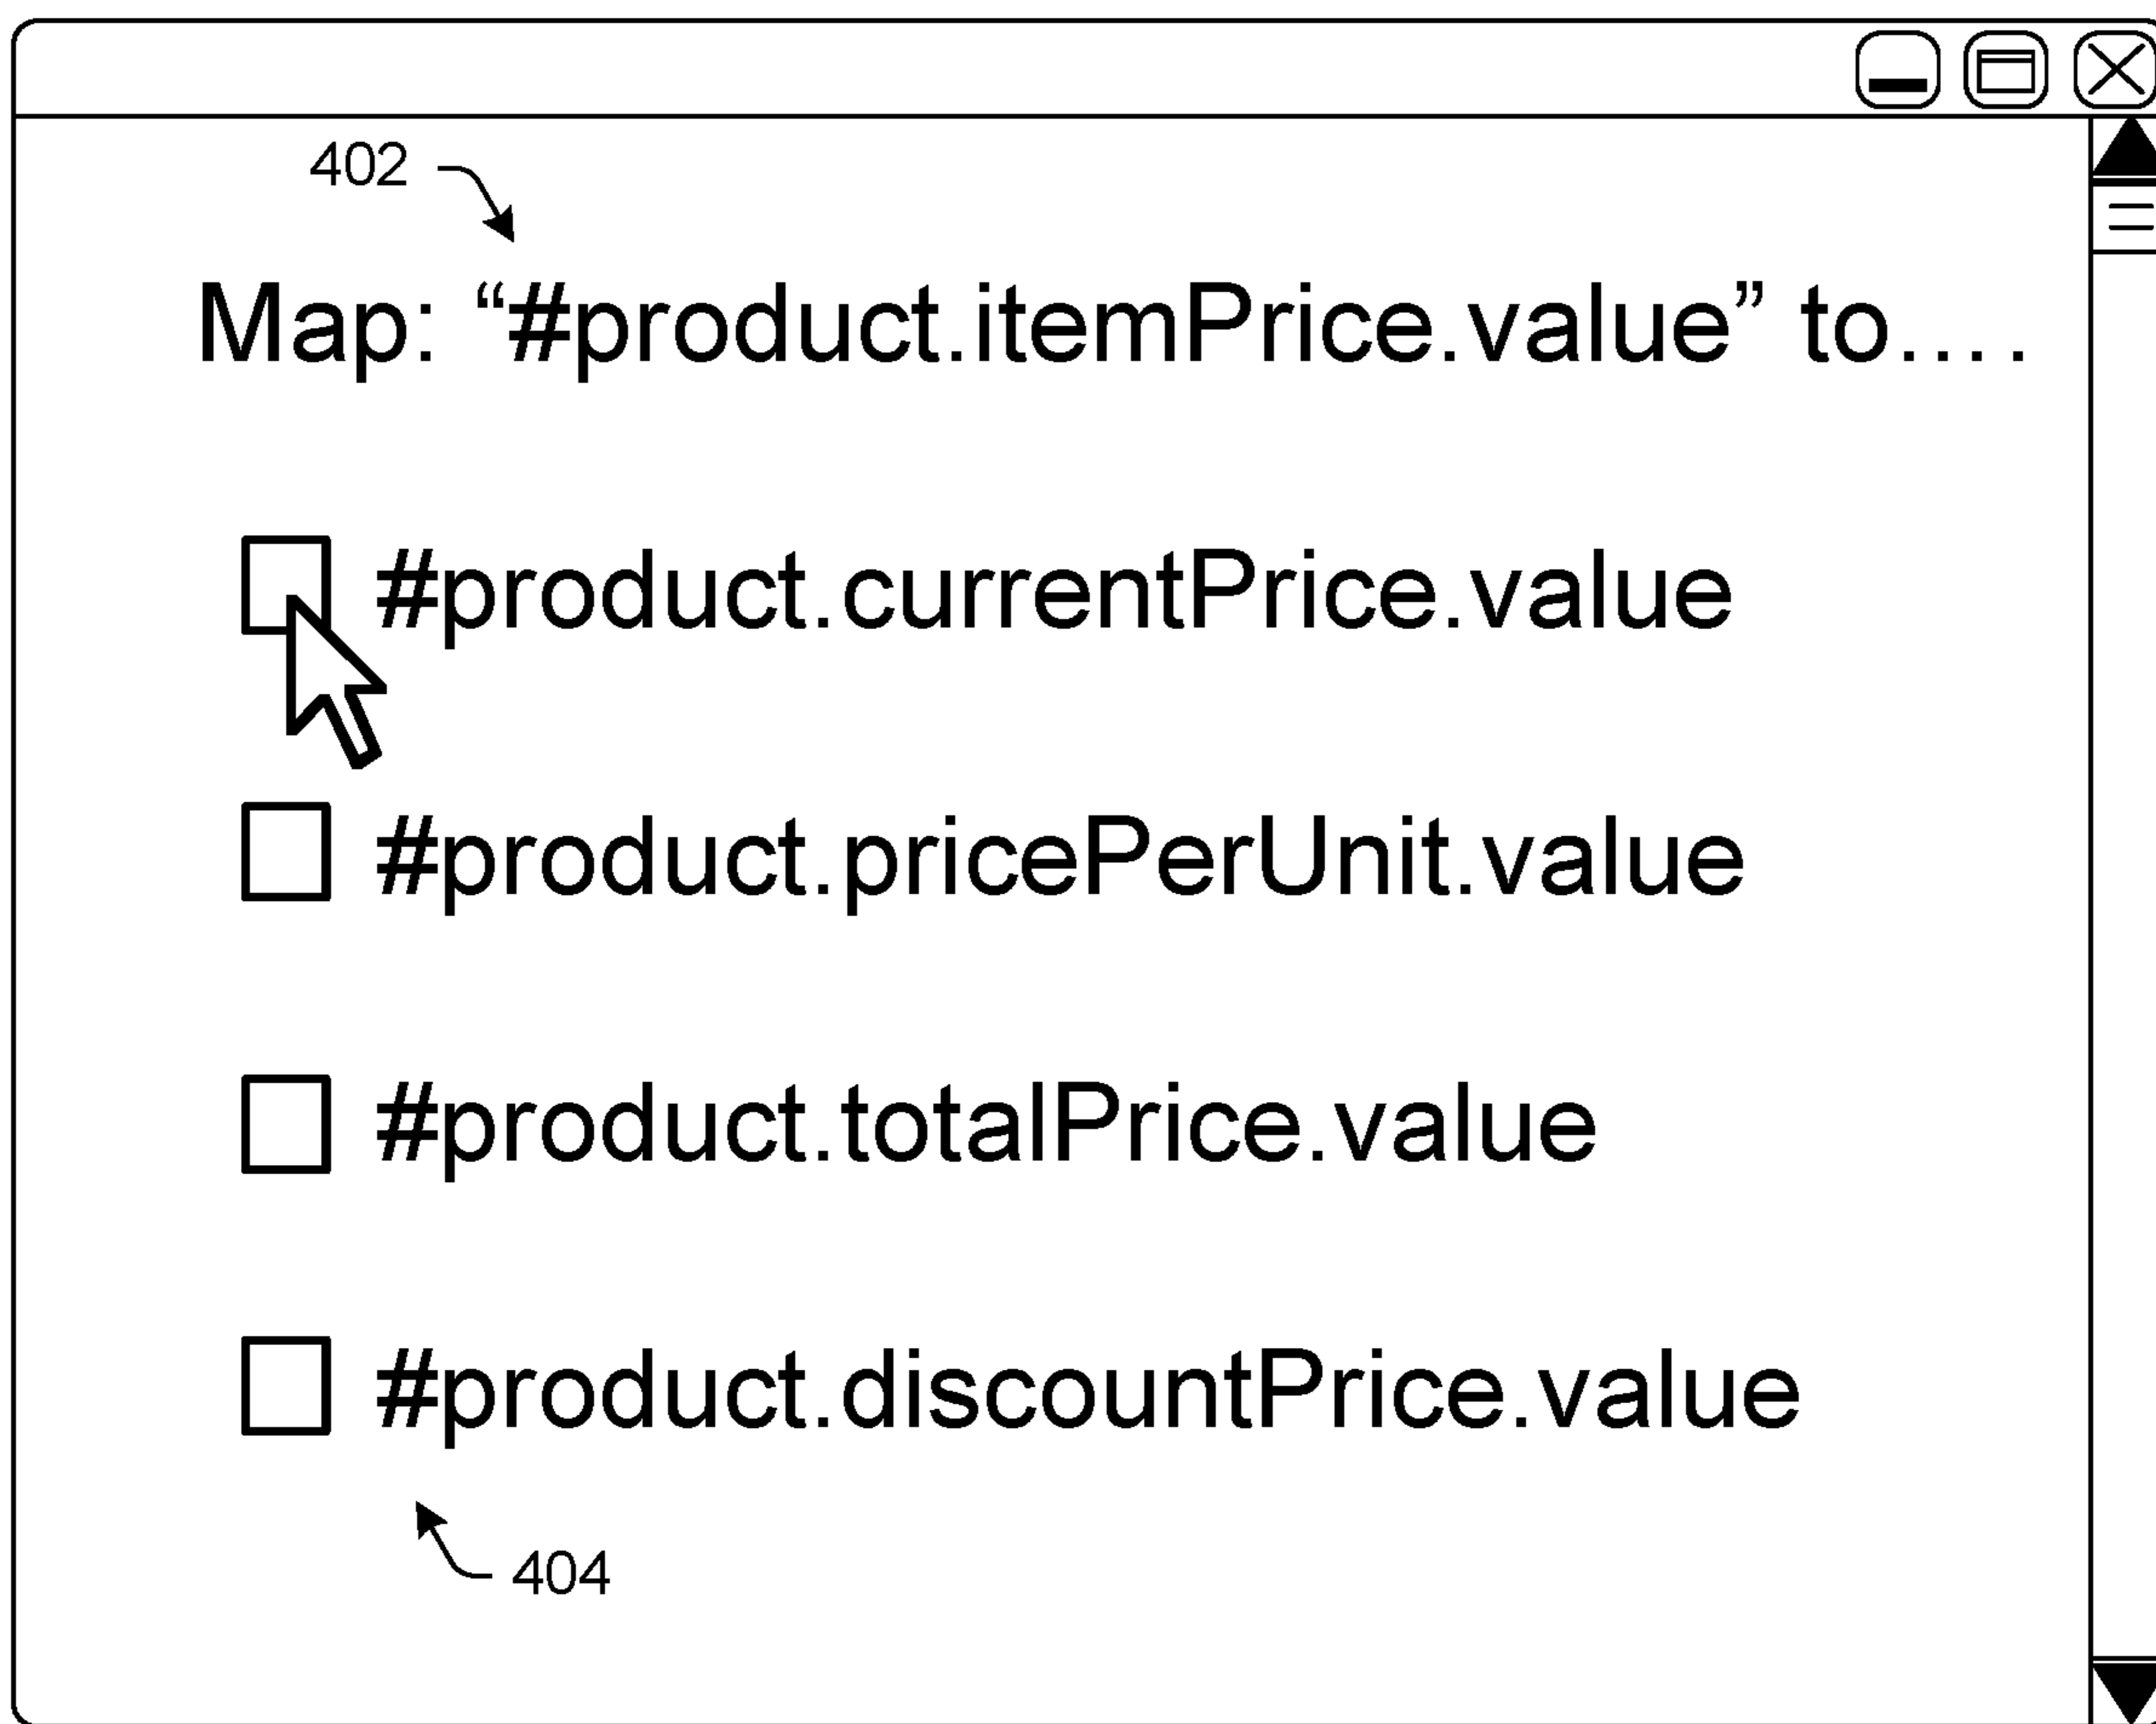 402
Map: “#product.itemPrice.value” to....
#product.currentPrice.value
#product.pricePerUnit.value
#product.totalPrice.value
#product.discountPrice.value
404